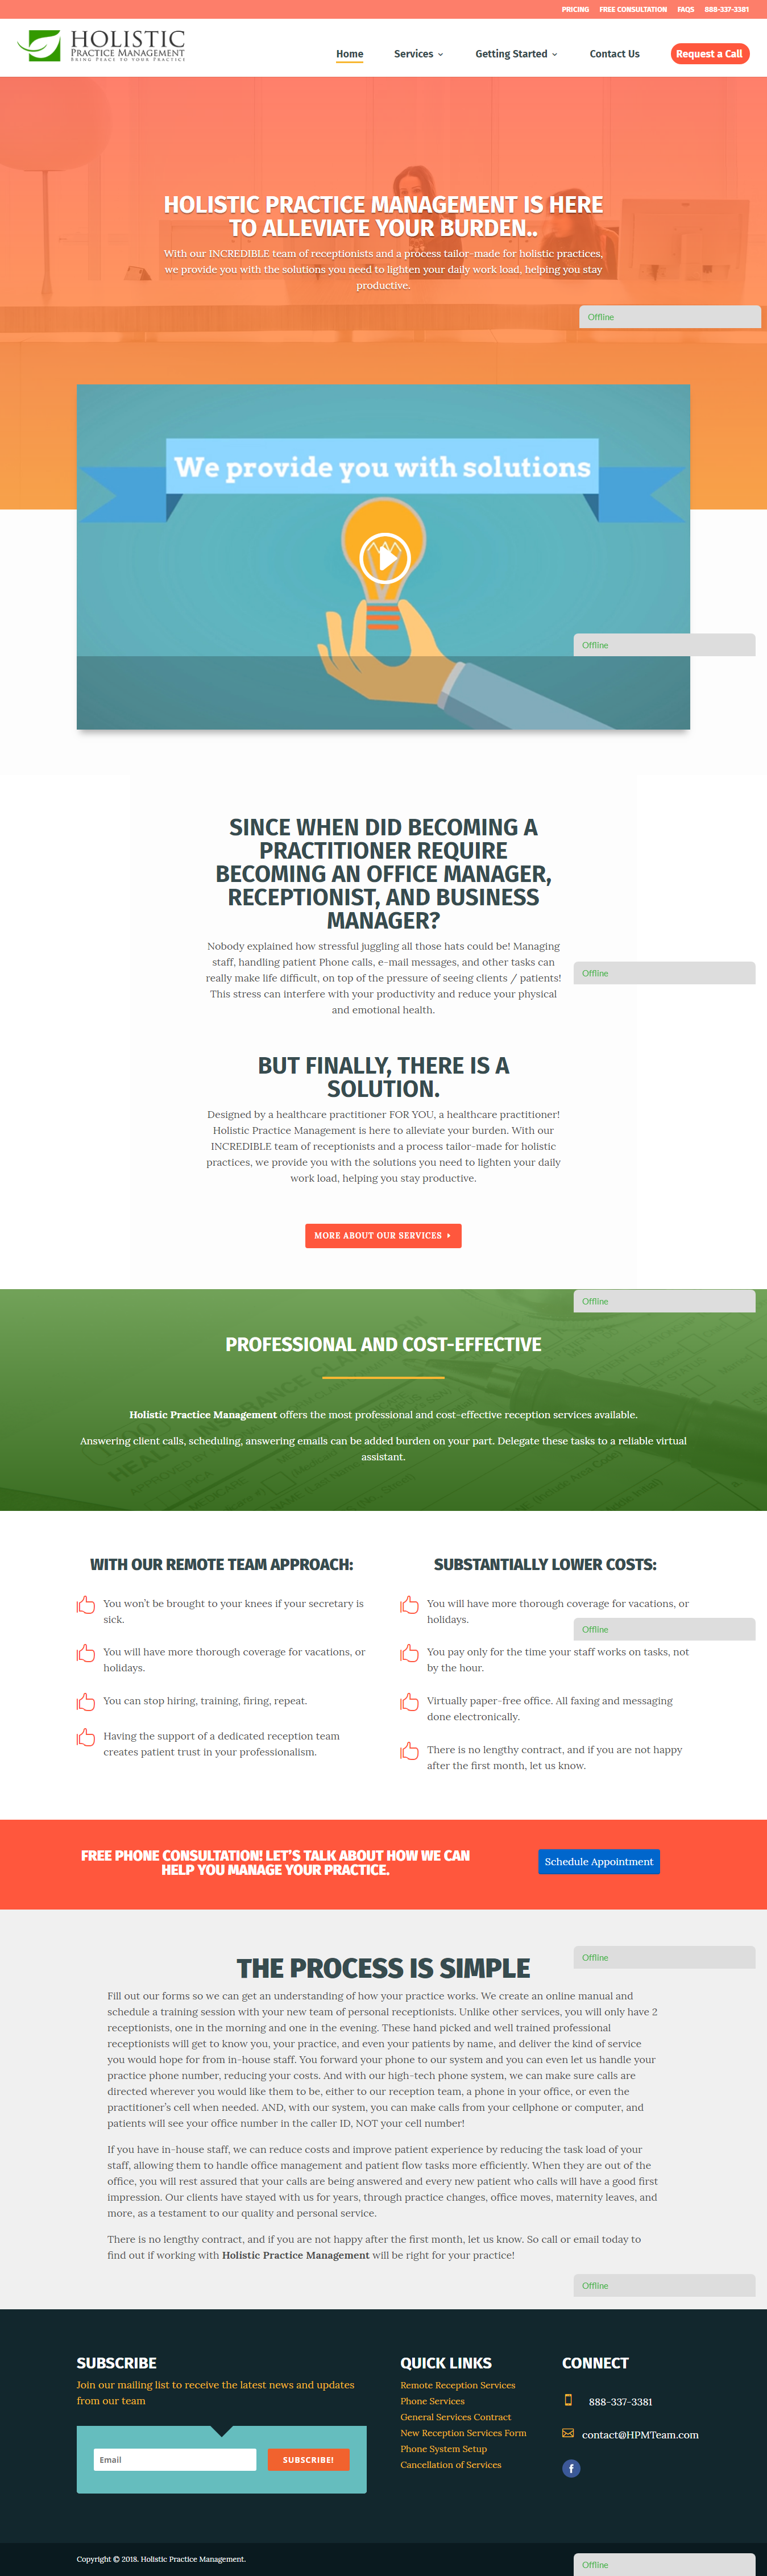 PRICING FREE CONSULTATION FAQS 888-337-3381
HOLISTIC
PRACTICE MANAGEMENT
BRING PEACE TO YOUR PRACTICE
Home Services Getting Started Contact Us Request a Call
HOLISTIC PRACTICE MANAGEMENT IS HERE
TO ALLEVIATE YOUR BURDEN..
With our INCREDIBLE team of receptionists and a process tailor-made for holistic practices,
we provide you with the solutions you need to lighten your daily work load, helping you stay
productive.
Offline
We provide you with solutions
Offline
SINCE WHEN DID BECOMING A
PRACTITIONER REQUIRE
BECOMING AN OFFICE MANAGER,
RECEPTIONIST, AND BUSINESS
MANAGER?
Nobody explained how stressful juggling all those hats could be! Managing
staff, handling patient Phone calls, e-mail messages, and other tasks can
really make life difficult, on top of the pressure of seeing clients / patients!
This stress can interfere with your productivity and reduce your physical
and emotional health.
Offline
BUT FINALLY, THERE IS A
SOLUTION.
Designed by a healthcare practitioner FOR YOU, a healthcare practitioner!
Holistic Practice Management is here to alleviate your burden. With our
INCREDIBLE team of receptionists and a process tailor-made for holistic
practices, we provide you with the solutions you need to lighten your daily
work load, helping you stay productive.
MORE ABOUT OUR SERVICES
Offline
PROFESSIONAL AND COST-EFFECTIVE
Holistic Practice Management offers the most professional and cost-effective reception services available.
Answering client calls, scheduling, answering emails can be added burden on your part. Delegate these tasks to a reliable virtual
assistant.
WITH OUR REMOTE TEAM APPROACH:
You won't be brought to your knees if your secretary is
sick.
You will have more thorough coverage for vacations, or
holidays.
You can stop hiring, training, firing, repeat.
Having the support of a dedicated reception team
creates patient trust in your professionalism.
SUBSTANTIALLY LOWER COSTS:
You will have more thorough coverage for vacations, or
holidays.
Offline
You pay only for the time your staff works on tasks, not
by the hour.
Virtually paper-free office. All faxing and messaging
done electronically.
There is no lengthy contract, and if you are not happy
after the first month, let us know.
FREE PHONE CONSULTATION! LET'S TALK ABOUT HOW WE CAN
HELP YOU MANAGE YOUR PRACTICE.
Schedule Appointment
Offline
THE PROCESS IS SIMPLE
Fill out our forms so we can get an understanding of how your practice works. We create an online manual and
schedule a training session with your new team of personal receptionists. Unlike other services, you will only have 2
receptionists, one in the morning and one in the evening. These hand picked and well trained professional
receptionists will get to know you, your practice, and even your patients by name, and deliver the kind of service
you would hope for from in-house staff. You forward your phone to our system and you can even let us handle your
practice phone number, reducing your costs. And with our high-tech phone system, we can make sure calls are
directed wherever you would like them to be, either to our reception team, a phone in your office, or even the
practitioner's cell when needed. AND, with our system, you can make calls from your cellphone or computer, and
patients will see your office number in the caller ID, NOT your cell number!
If you have in-house staff, we can reduce costs and improve patient experience by reducing the task load of your
staff, allowing them to handle office management and patient flow tasks more efficiently. When they are out of the
office, you will rest assured that your calls are being answered and every new patient who calls will have a good first
impression. Our clients have stayed with us for years, through practice changes, office moves, maternity leaves, and
more, as a testament to our quality and personal service.
There is no lengthy contract, and if you are not happy after the first month, let us know. So call or email today to
find out if working with Holistic Practice Management will be right for your practice!
Offline
SUBSCRIBE
Join our mailing list to receive the latest news and updates
from our team
Email
SUBSCRIBE!
QUICK LINKS
Remote Reception Services
Phone Services
General Services Contract
New Reception Services Form
Phone System Setup
Cancellation of Services
CONNECT
888-337-3381
contact@HPMTeam.com
Copyright © 2018. Holistic Practice Management.
Offline